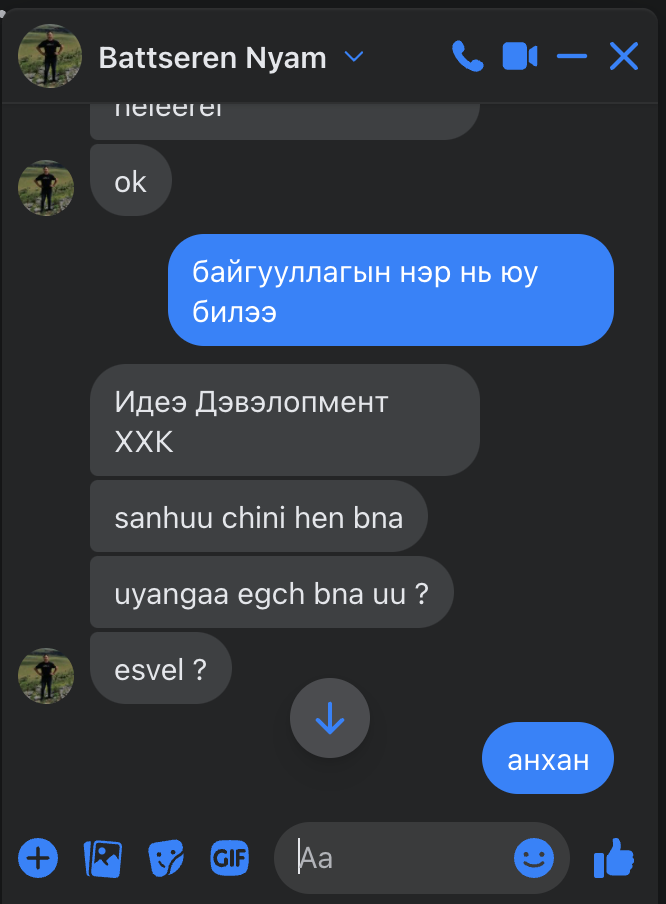 Battseren Nyam
heleerei
ok
байгууллагын нэр нь юу
билээ
Идеэ Дэвэлопмент
ХХК
sanhuu chini hen bna
uyangaa egch bna uu ?
esvel ?
анхан
GIF
Aa